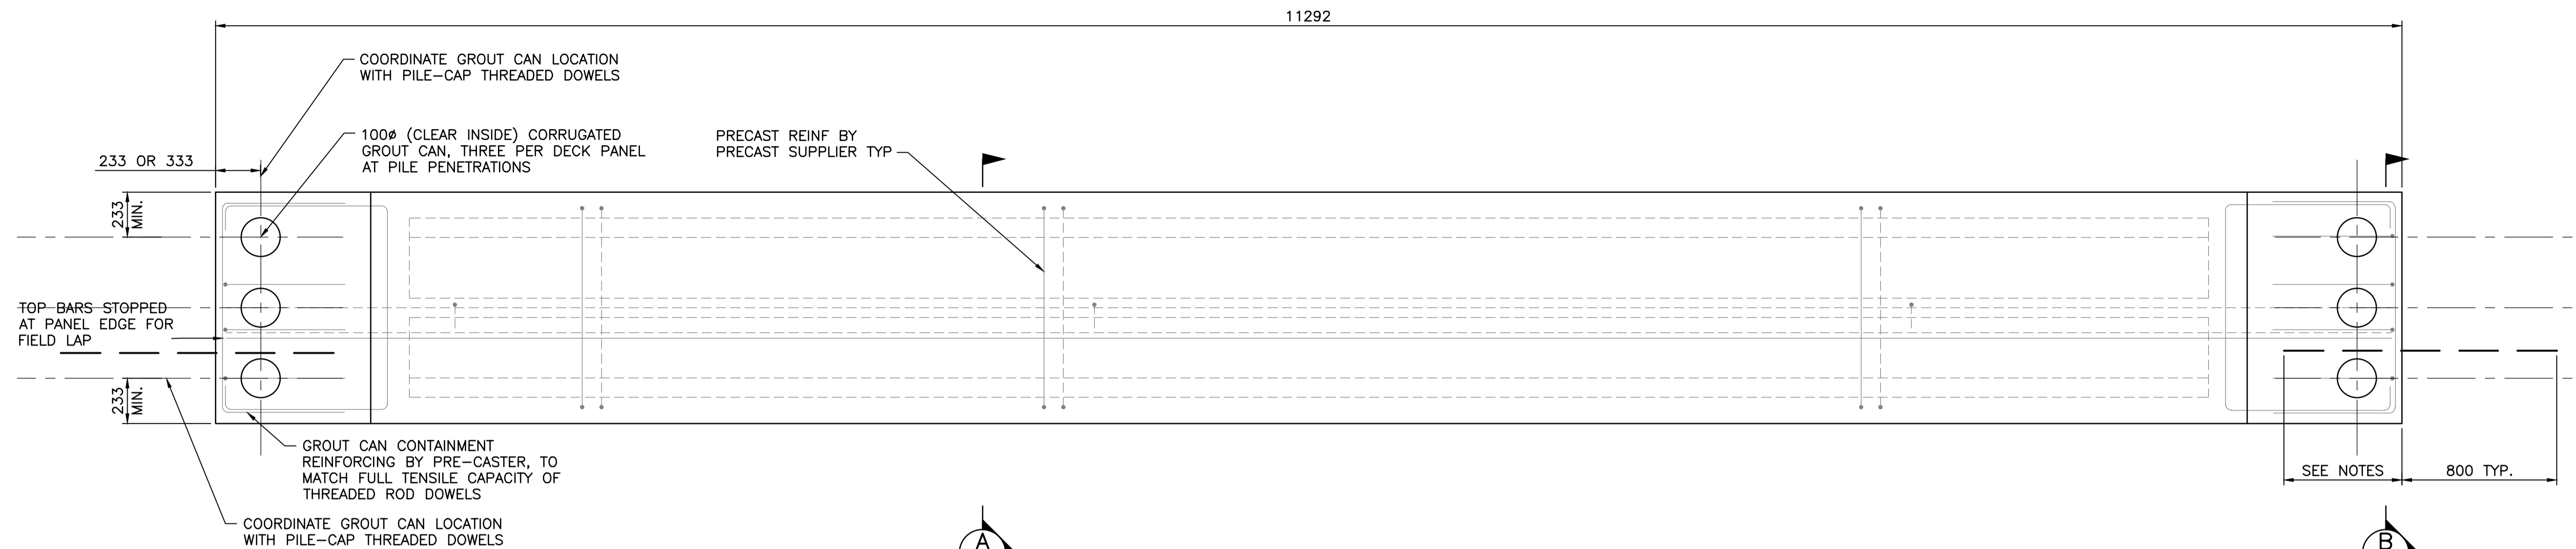 11292
COORDINATE GROUT CAN LOCATION
WITH PILE-CAP THREADED DOWELS
100ø (CLEAR INSIDE) CORRUGATED
GROUT CAN, THREE PER DECK PANEL
AT PILE PENETRATIONS
PRECAST REINF BY
PRECAST SUPPLIER TYP
233 OR 333
233
MIN.
TOP BARS STOPPED
AT PANEL EDGE FOR
FIELD LAP
233
MIN.
GROUT CAN CONTAINMENT
REINFORCING BY PRE-CASTER, TO
MATCH FULL TENSILE CAPACITY OF
THREADED ROD DOWELS
SEE NOTES
800 TYP.
COORDINATE GROUT CAN LOCATION
WITH PILE-CAP THREADED DOWELS
A
B